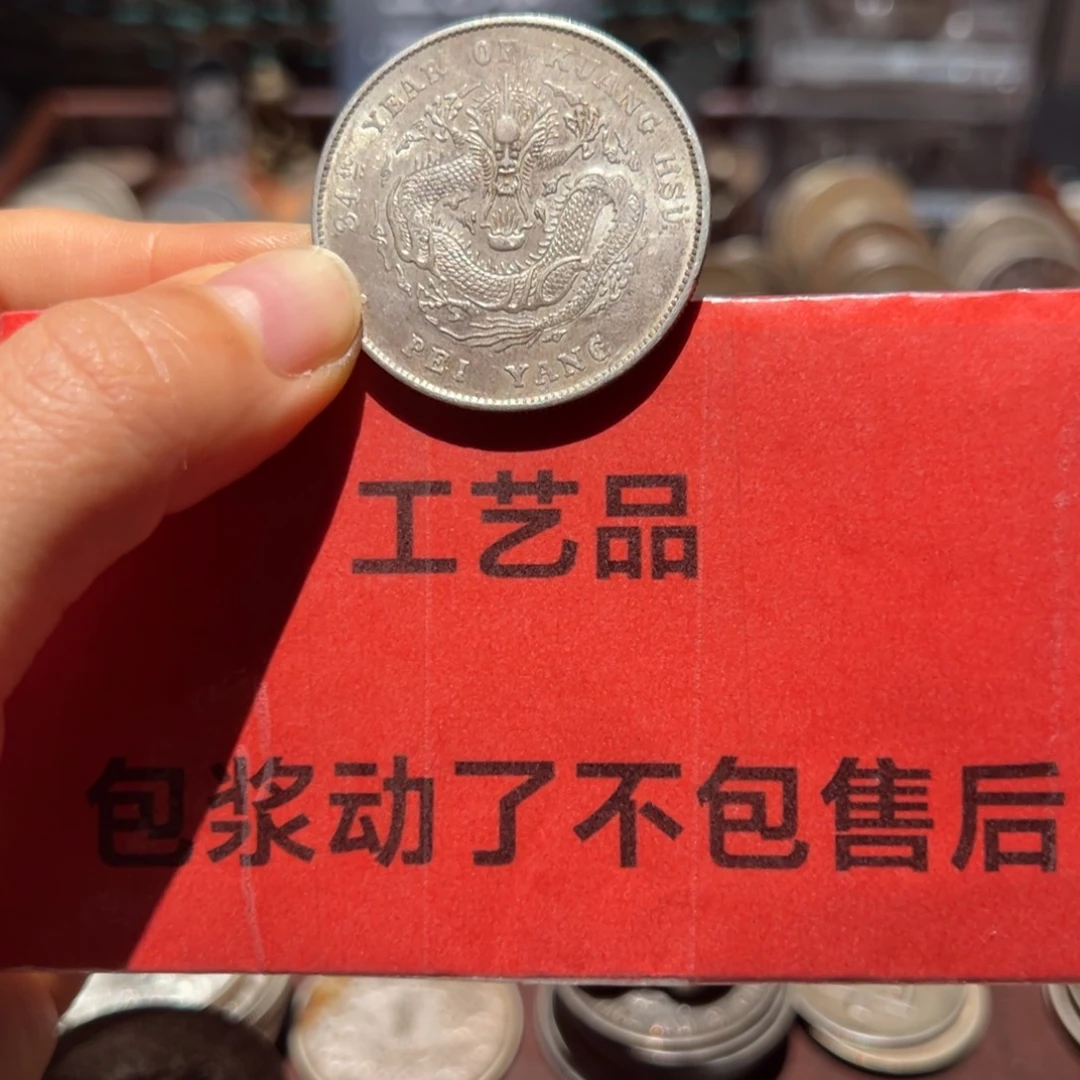 34TH YEAR OF KUANG HSU.
PEI YANG
工艺品
包浆动了不包售后